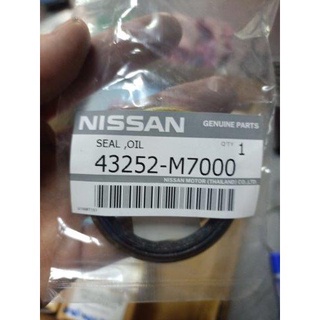 NISSAN GENUINE PARTS
SEAL ,OIL QTY 1
43252-M7000
NISSAN MOTOR (THAILAND) CO.,LTD